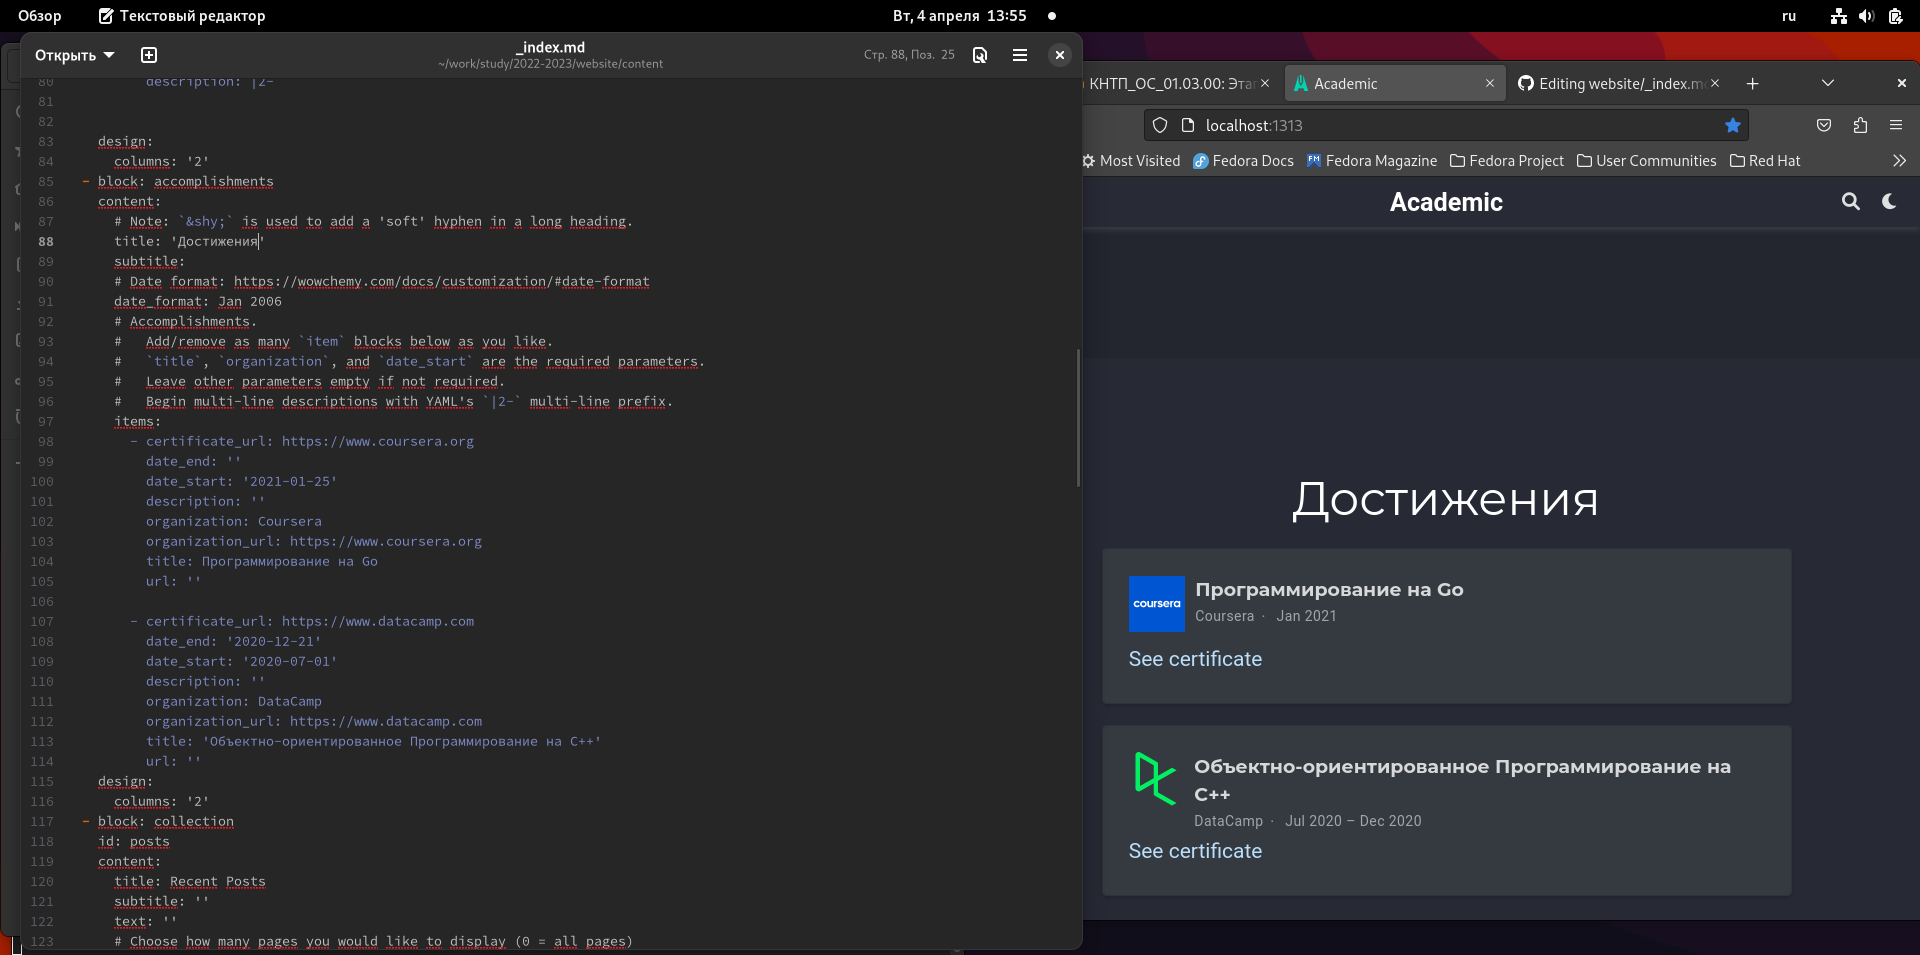 Обзор
Текстовый редактор
Вт, 4 апреля 13:55
ru
Открыть
_index.md
~/work/study/2022-2023/website/content
Стр. 88, Поз. 25
80 description: |2-
81
82
83 design:
84 columns: '2'
85 - block: accomplishments
86 content:
87 # Note: `&shy;` is used to add a 'soft' hyphen in a long heading.
88 title: 'Достижения'
89 subtitle:
90 # Date format: https://wowchemy.com/docs/customization/#date-format
91 date_format: Jan 2006
92 # Accomplishments.
93 #   Add/remove as many `item` blocks below as you like.
94 #   `title`, `organization`, and `date_start` are the required parameters.
95 #   Leave other parameters empty if not required.
96 #   Begin multi-line descriptions with YAML's `|2-` multi-line prefix.
97 items:
98 - certificate_url: https://www.coursera.org
99 date_end: ''
100 date_start: '2021-01-25'
101 description: ''
102 organization: Coursera
103 organization_url: https://www.coursera.org
104 title: Программирование на Go
105 url: ''
106
107 - certificate_url: https://www.datacamp.com
108 date_end: '2020-12-21'
109 date_start: '2020-07-01'
110 description: ''
111 organization: DataCamp
112 organization_url: https://www.datacamp.com
113 title: 'Объектно-ориентированное Программирование на C++'
114 url: ''
115 design:
116 columns: '2'
117 - block: collection
118 id: posts
119 content:
120 title: Recent Posts
121 subtitle: ''
122 text: ''
123 # Choose how many pages you would like to display (0 = all pages)
КНТП_ОС_01.03.00: Эта
Academic
Editing website/_index.m
localhost:1313
Most Visited
Fedora Docs
Fedora Magazine
Fedora Project
User Communities
Red Hat
Academic
Достижения
coursera
Программирование на Go
Coursera · Jan 2021
See certificate
Объектно-ориентированное Программирование на
C++
DataCamp · Jul 2020 – Dec 2020
See certificate